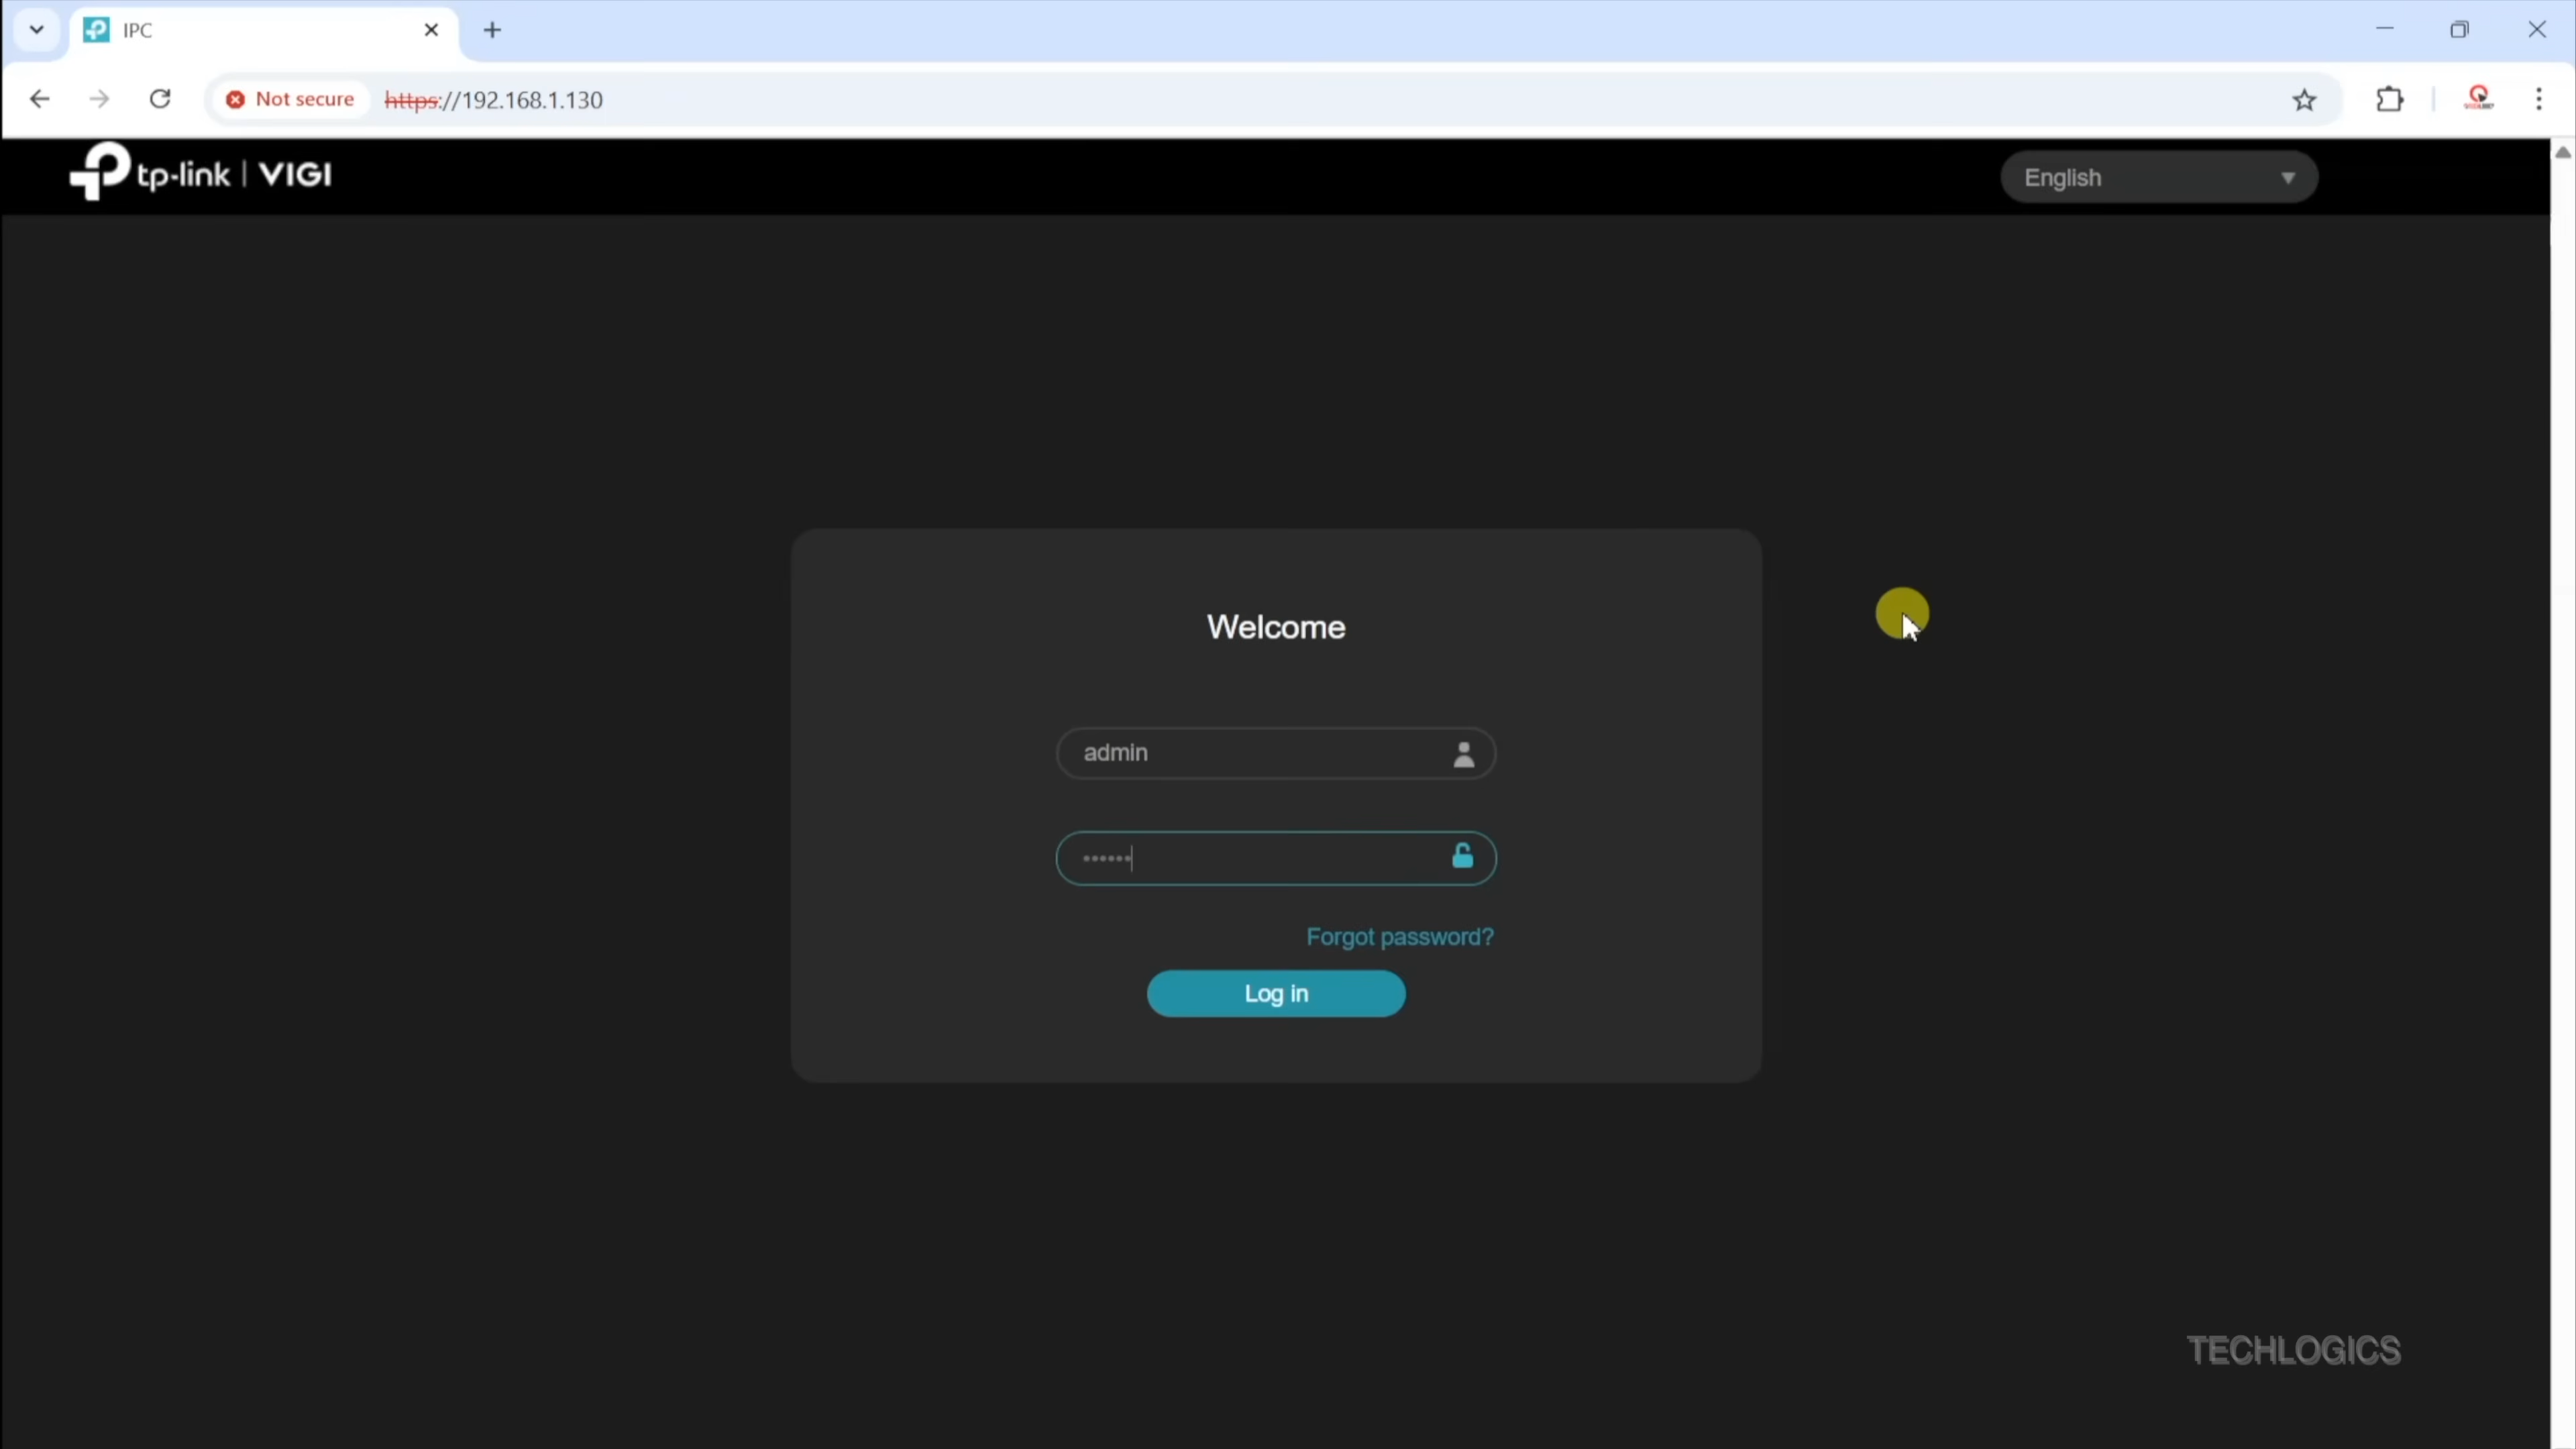 IPC
Not secure https://192.168.1.130
tp-link | VIGI
English
Welcome
admin
••••••
Forgot password?
Log in
TECHLOGICS